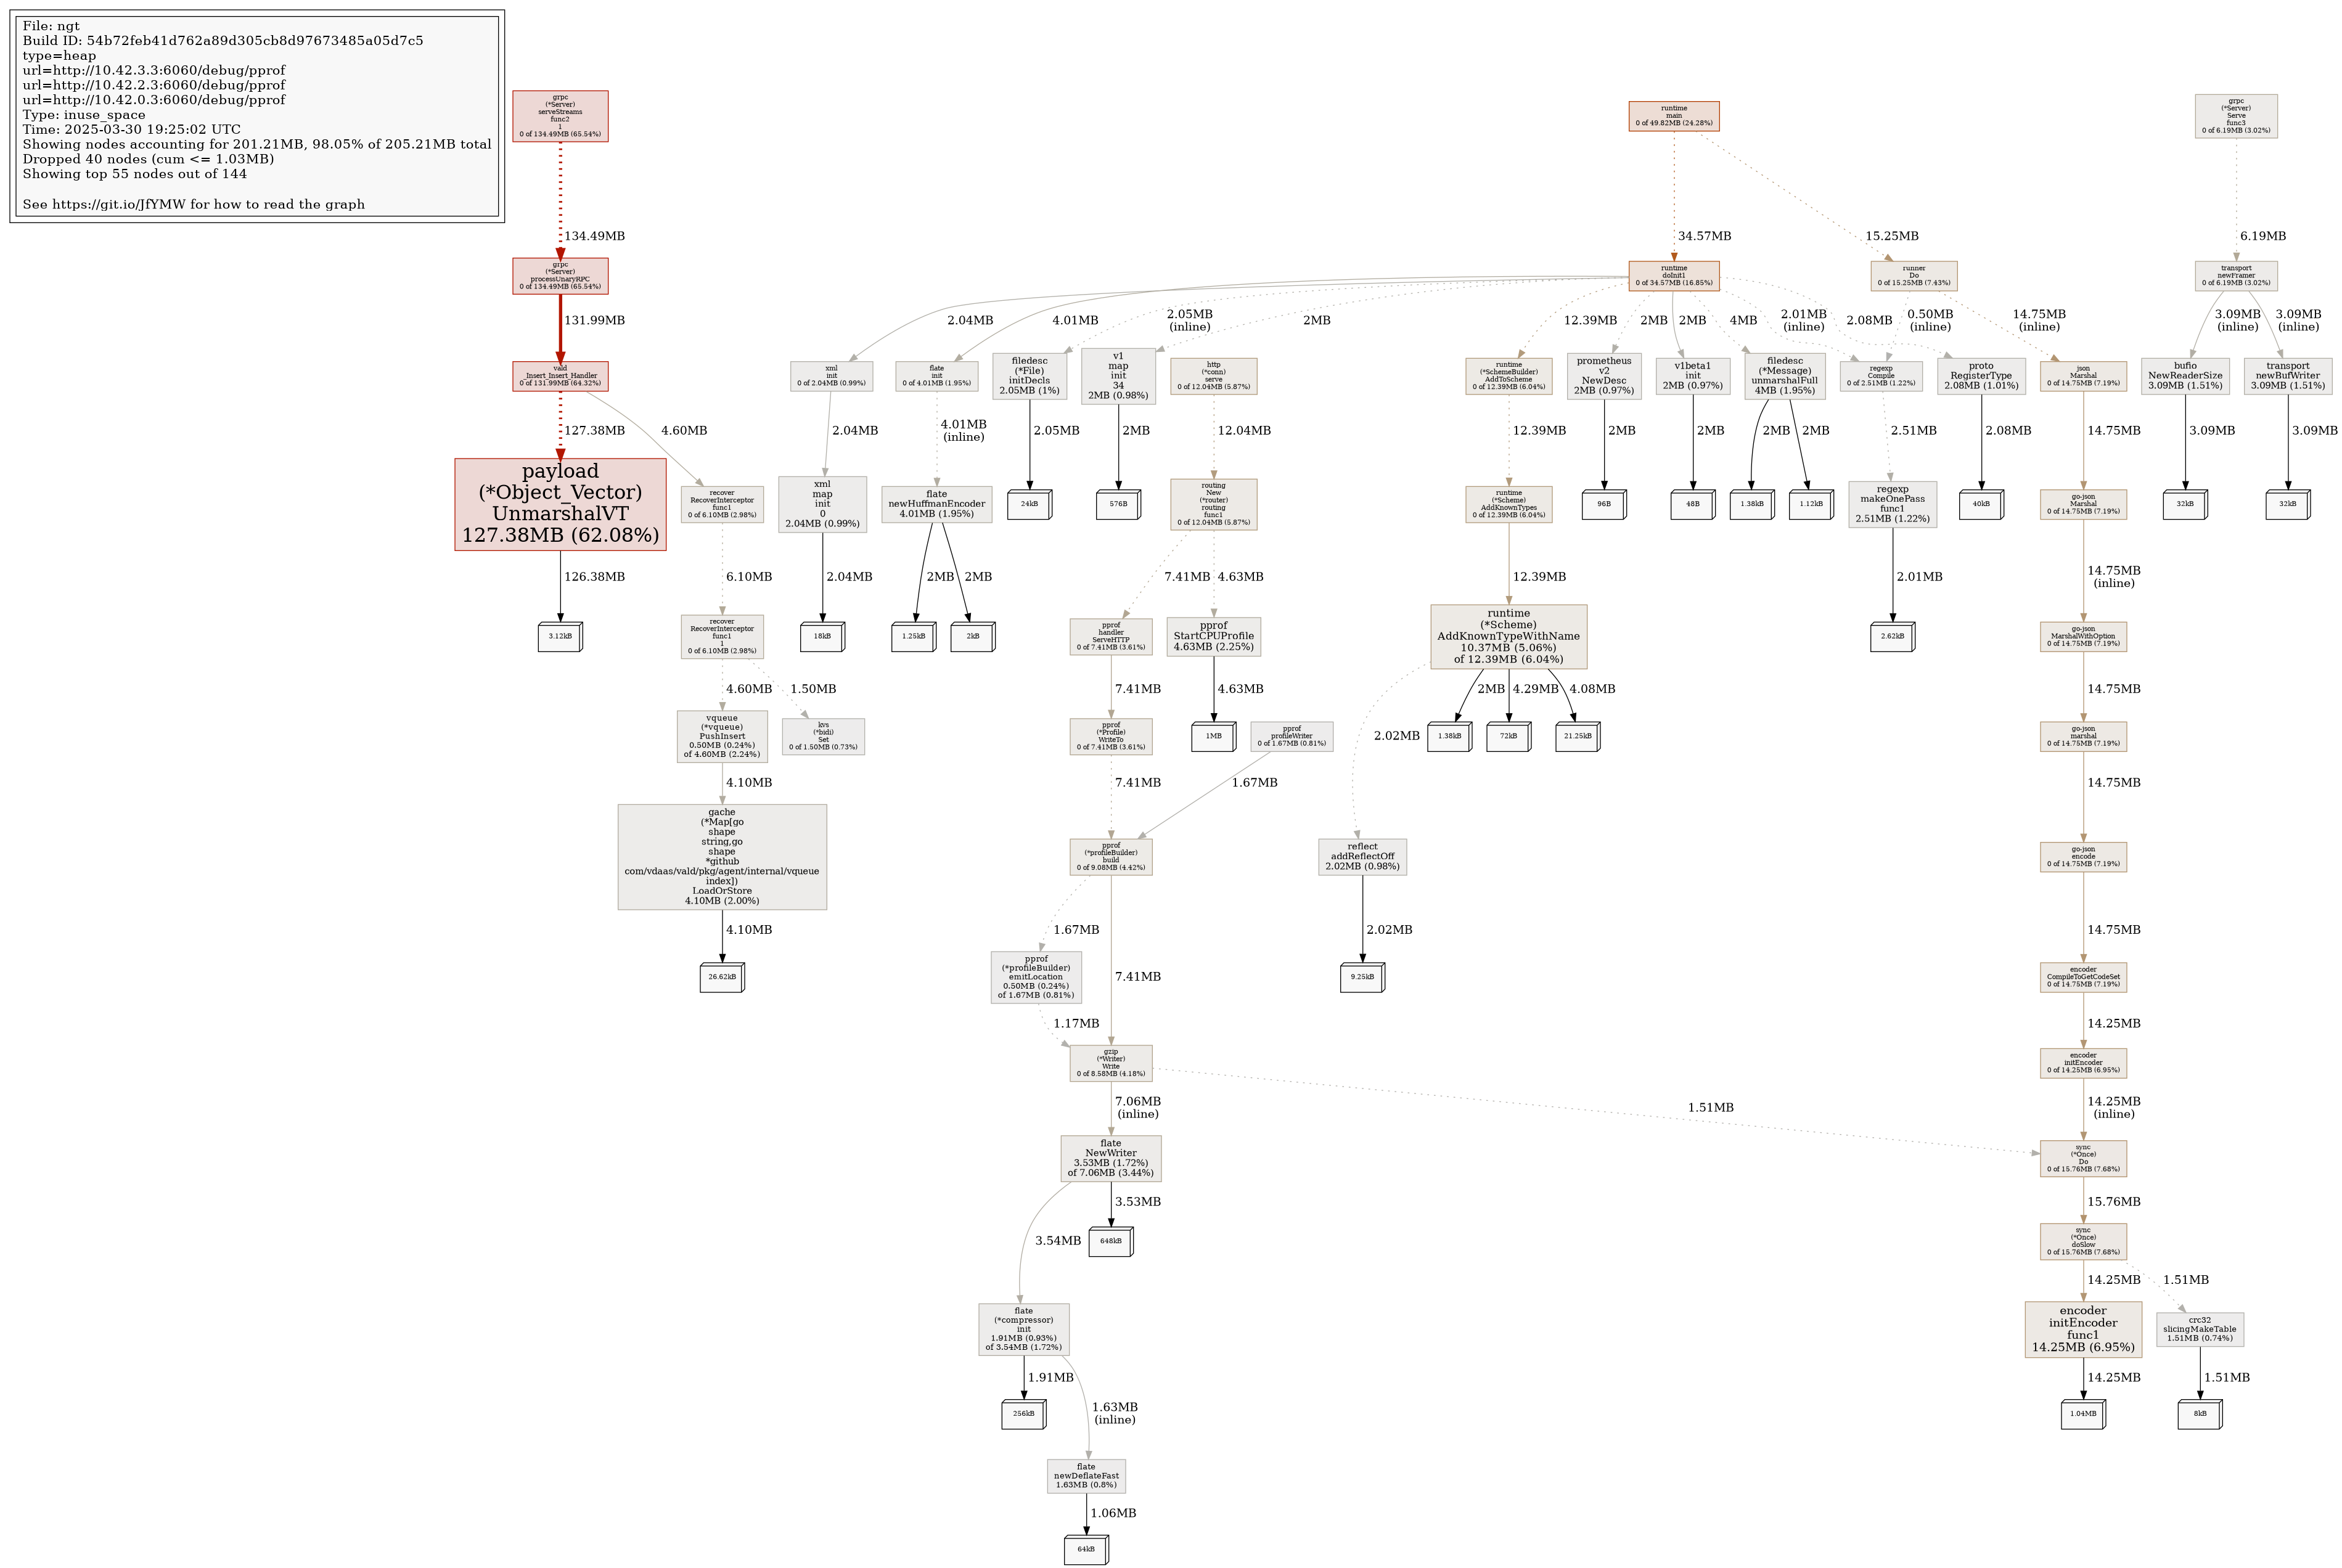 File: ngt
Build ID: 54b72feb41d762a89d305cb8d97673485a05d7c5
type=heap
url=http://10.42.3.3:6060/debug/pprof
url=http://10.42.2.3:6060/debug/pprof
url=http://10.42.0.3:6060/debug/pprof
Type: inuse_space
Time: 2025-03-30 19:25:02 UTC
Showing nodes accounting for 201.21MB, 98.05% of 205.21MB total
Dropped 40 nodes (cum <= 1.03MB)
Showing top 55 nodes out of 144
See https://git.io/JfYMW for how to read the graph
grpc
(*Server)
serveStreams
func2
1
0 of 134.49MB (65.54%)
134.49MB
grpc
(*Server)
processUnaryRPC
0 of 134.49MB (65.54%)
131.99MB
vald
_Insert_Insert_Handler
0 of 131.99MB (64.32%)
127.38MB
4.60MB
payload
(*Object_Vector)
UnmarshalVT
127.38MB (62.08%)
126.38MB
3.12kB
recover
RecoverInterceptor
func1
0 of 6.10MB (2.98%)
6.10MB
recover
RecoverInterceptor
func1
1
0 of 6.10MB (2.98%)
4.60MB
1.50MB
vqueue
(*vqueue)
PushInsert
0.50MB (0.24%)
of 4.60MB (2.24%)
kvs
(*bidi)
Set
0 of 1.50MB (0.73%)
4.10MB
gache
(*Map[go
shape
string,go
shape
*github
com/vdaas/vald/pkg/agent/internal/vqueue
index])
LoadOrStore
4.10MB (2.00%)
4.10MB
26.62kB
runtime
main
0 of 49.82MB (24.28%)
34.57MB
15.25MB
runtime
doInit1
0 of 34.57MB (16.85%)
runner
Do
0 of 15.25MB (7.43%)
2.04MB
4.01MB
2.05MB
(inline)
2MB
12.39MB
2MB
2MB
4MB
2.01MB
(inline)
2.08MB
0.50MB
(inline)
14.75MB
(inline)
xml
init
0 of 2.04MB (0.99%)
2.04MB
xml
map
init
0
2.04MB (0.99%)
2.04MB
18kB
flate
init
0 of 4.01MB (1.95%)
4.01MB
(inline)
flate
newHuffmanEncoder
4.01MB (1.95%)
2MB
2MB
1.25kB
2kB
filedesc
(*File)
initDecls
2.05MB (1%)
2.05MB
24kB
v1
map
init
34
2MB (0.98%)
2MB
576B
http
(*conn)
serve
0 of 12.04MB (5.87%)
12.04MB
routing
New
(*router)
routing
func1
0 of 12.04MB (5.87%)
7.41MB
4.63MB
pprof
handler
ServeHTTP
0 of 7.41MB (3.61%)
pprof
StartCPUProfile
4.63MB (2.25%)
7.41MB
4.63MB
pprof
(*Profile)
WriteTo
0 of 7.41MB (3.61%)
1MB
pprof
profileWriter
0 of 1.67MB (0.81%)
7.41MB
1.67MB
pprof
(*profileBuilder)
build
0 of 9.08MB (4.42%)
1.67MB
7.41MB
pprof
(*profileBuilder)
emitLocation
0.50MB (0.24%)
of 1.67MB (0.81%)
1.17MB
gzip
(*Writer)
Write
0 of 8.58MB (4.18%)
7.06MB
(inline)
1.51MB
flate
NewWriter
3.53MB (1.72%)
of 7.06MB (3.44%)
3.54MB
3.53MB
648kB
flate
(*compressor)
init
1.91MB (0.93%)
of 3.54MB (1.72%)
1.91MB
256kB
1.63MB
(inline)
flate
newDeflateFast
1.63MB (0.8%)
1.06MB
64kB
runtime
(*SchemeBuilder)
AddToScheme
0 of 12.39MB (6.04%)
12.39MB
runtime
(*Scheme)
AddKnownTypes
0 of 12.39MB (6.04%)
12.39MB
runtime
(*Scheme)
AddKnownTypeWithName
10.37MB (5.06%)
of 12.39MB (6.04%)
2.02MB
2MB
4.29MB
4.08MB
1.38kB
72kB
21.25kB
reflect
addReflectOff
2.02MB (0.98%)
2.02MB
9.25kB
prometheus
v2
NewDesc
2MB (0.97%)
2MB
96B
v1beta1
init
2MB (0.97%)
2MB
48B
filedesc
(*Message)
unmarshalFull
4MB (1.95%)
2MB
2MB
1.38kB
1.12kB
regexp
Compile
0 of 2.51MB (1.22%)
2.51MB
regexp
makeOnePass
func1
2.51MB (1.22%)
2.01MB
2.62kB
proto
RegisterType
2.08MB (1.01%)
2.08MB
40kB
json
Marshal
0 of 14.75MB (7.19%)
14.75MB
go-json
Marshal
0 of 14.75MB (7.19%)
14.75MB
(inline)
go-json
MarshalWithOption
0 of 14.75MB (7.19%)
14.75MB
go-json
marshal
0 of 14.75MB (7.19%)
14.75MB
go-json
encode
0 of 14.75MB (7.19%)
14.75MB
encoder
CompileToGetCodeSet
0 of 14.75MB (7.19%)
14.25MB
encoder
initEncoder
0 of 14.25MB (6.95%)
14.25MB
(inline)
sync
(*Once)
Do
0 of 15.76MB (7.68%)
15.76MB
sync
(*Once)
doSlow
0 of 15.76MB (7.68%)
14.25MB
1.51MB
encoder
initEncoder
func1
14.25MB (6.95%)
14.25MB
1.04MB
crc32
slicingMakeTable
1.51MB (0.74%)
1.51MB
8kB
grpc
(*Server)
Serve
func3
0 of 6.19MB (3.02%)
6.19MB
transport
newFramer
0 of 6.19MB (3.02%)
3.09MB
(inline)
3.09MB
(inline)
bufio
NewReaderSize
3.09MB (1.51%)
3.09MB
32kB
transport
newBufWriter
3.09MB (1.51%)
3.09MB
32kB